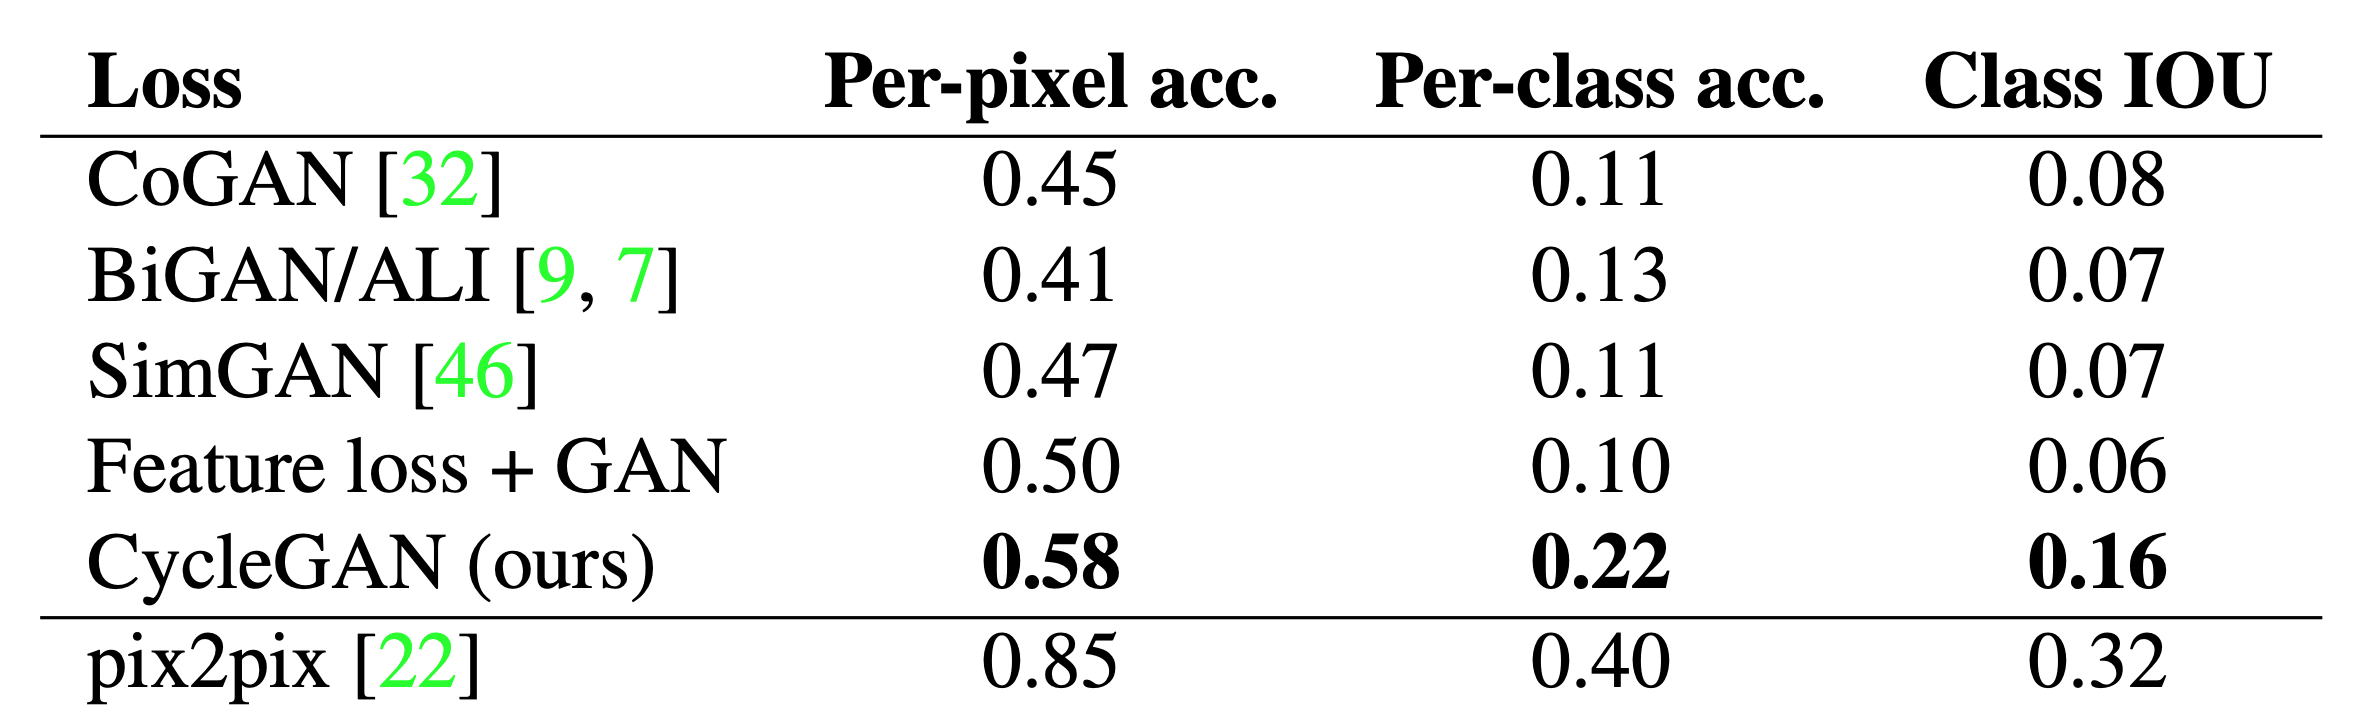 Loss Per-pixel acc. Per-class acc. Class IOU
CoGAN [32] 0.45 0.11 0.08
BiGAN/ALI [9, 7] 0.41 0.13 0.07
SimGAN [46] 0.47 0.11 0.07
Feature loss + GAN 0.50 0.10 0.06
CycleGAN (ours) 0.58 0.22 0.16
pix2pix [22] 0.85 0.40 0.32